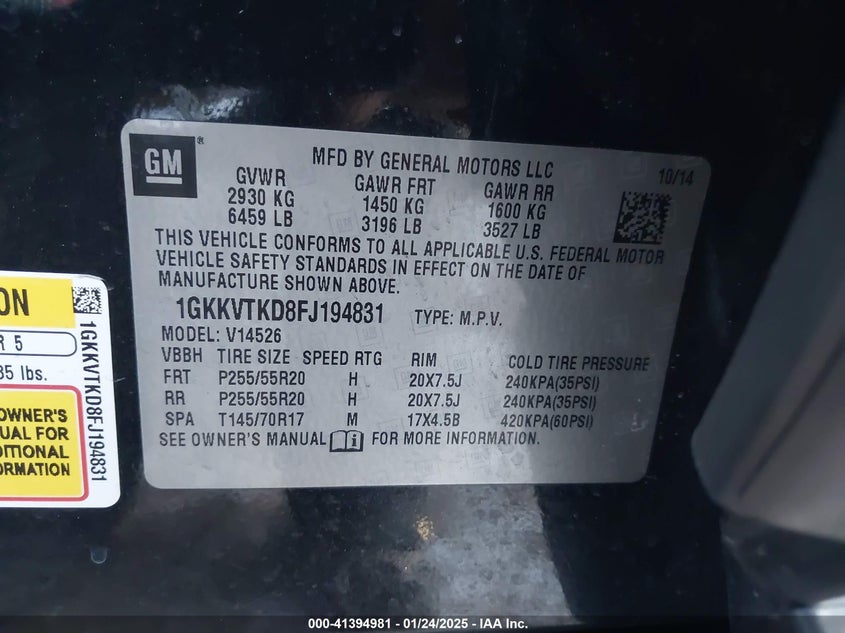 GM ®
MFD BY GENERAL MOTORS LLC
10/14
GVWR GAWR FRT GAWR RR
2930 KG 1450 KG 1600 KG
6459 LB 3196 LB 3527 LB
THIS VEHICLE CONFORMS TO ALL APPLICABLE U.S. FEDERAL MOTOR
VEHICLE SAFETY STANDARDS IN EFFECT ON THE DATE OF
MANUFACTURE SHOWN ABOVE.
1GKKVTKD8FJ194831 TYPE: M.P.V.
MODEL: V14526
VBBH TIRE SIZE SPEED RTG RIM COLD TIRE PRESSURE
FRT P255/55R20 H 20X7.5J 240KPA(35PSI)
RR P255/55R20 H 20X7.5J 240KPA(35PSI)
SPA T145/70R17 M 17X4.5B 420KPA(60PSI)
SEE OWNER'S MANUAL i FOR MORE INFORMATION.
R 5
lbs.
OWNER'S
FOR
1GKKVTKD8FJ194831
000-41394981 / 01/24/2025 - IAA Inc.